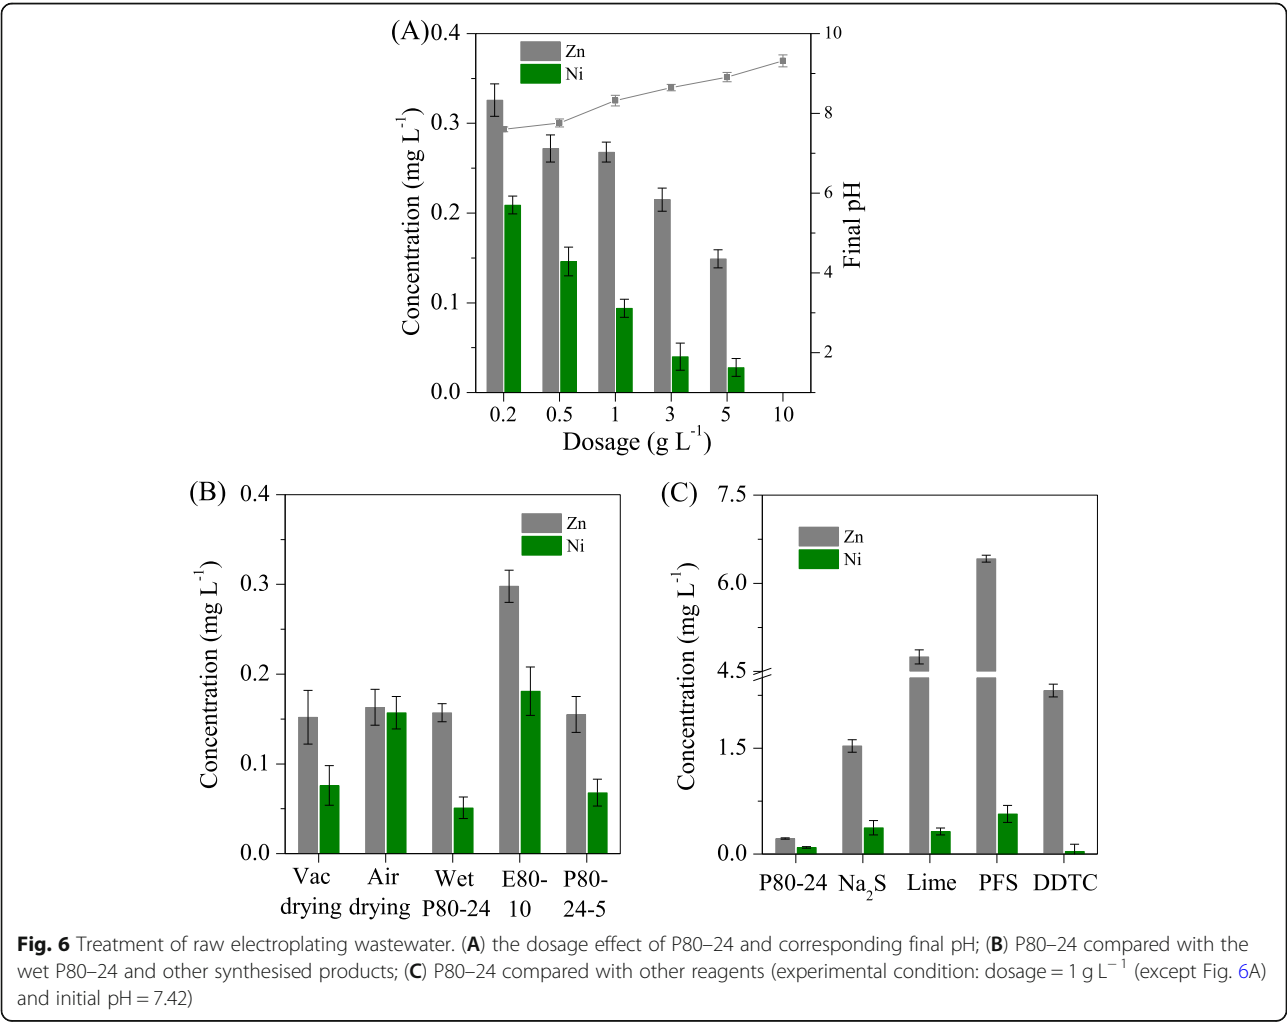 (A)
0.4
0.3
0.2
0.1
0.0
Concentration (mg L-1)
Zn
Ni
10
8
6
4
2
Final pH
0.2 0.5 1 3 5 10
Dosage (g L-1)
(B)
0.4
0.3
0.2
0.1
0.0
Concentration (mg L-1)
Zn
Ni
Vac Air Wet E80- P80-
drying drying P80-24 10 24-5
(C)
7.5
6.0
4.5
1.5
0.0
Concentration (mg L-1)
Zn
Ni
P80-24 Na2S Lime PFS DDTC
Fig. 6 Treatment of raw electroplating wastewater. (A) the dosage effect of P80–24 and corresponding final pH; (B) P80–24 compared with the
wet P80–24 and other synthesised products; (C) P80–24 compared with other reagents (experimental condition: dosage = 1 g L− 1 (except Fig. 6A)
and initial pH = 7.42)